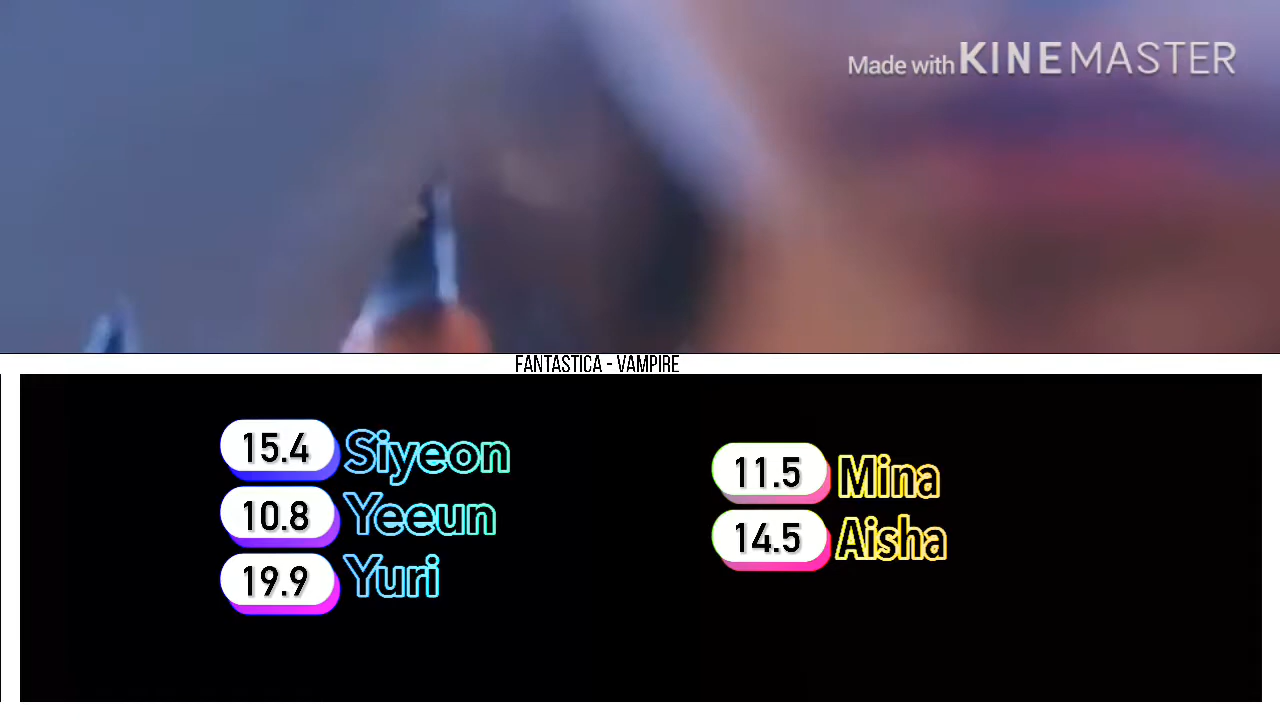 Made with KINEMASTER
FANTASTICA - VAMPIRE
15.4 Siyeon
10.8 Yeeun
19.9 Yuri
11.5 Mina
14.5 Aisha